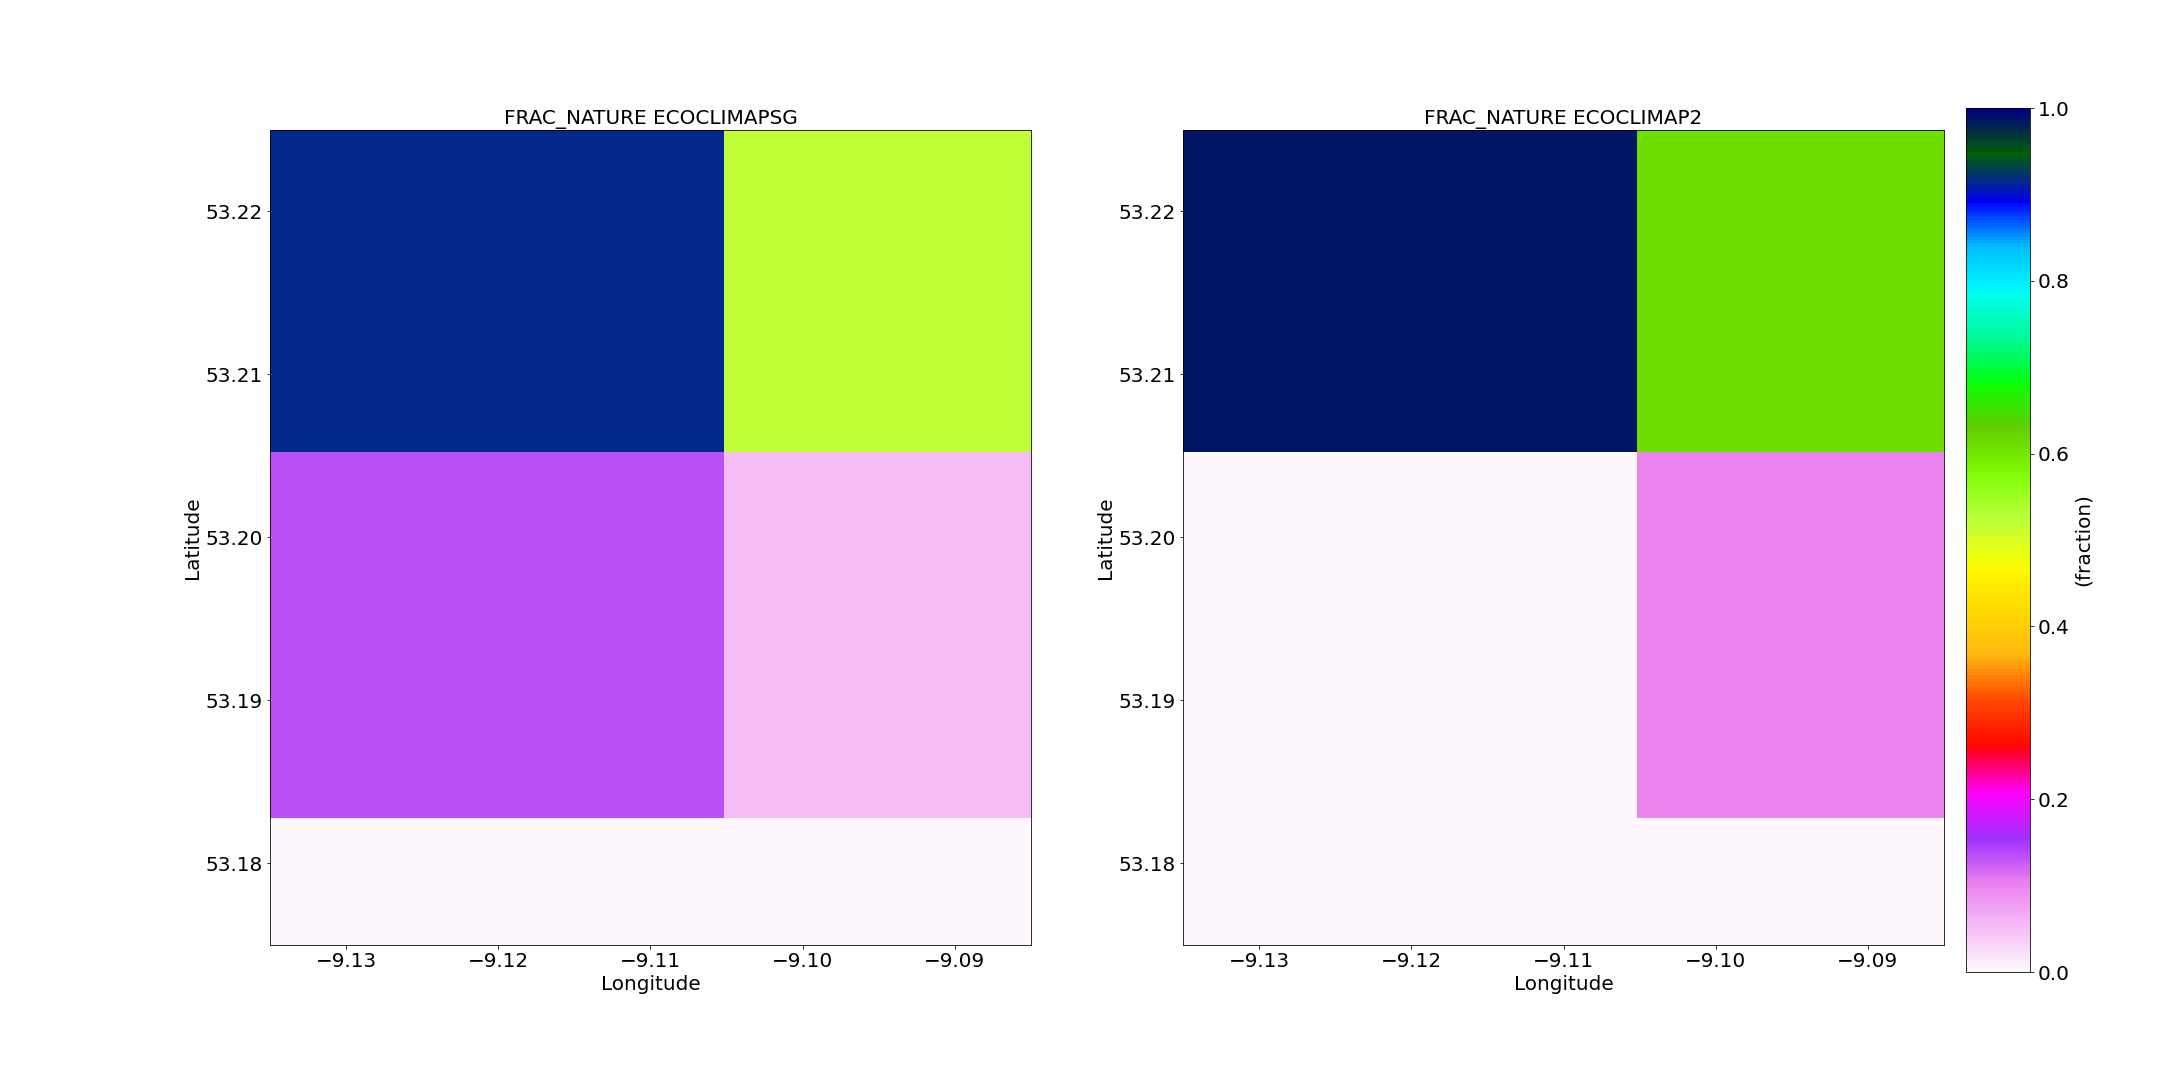 FRAC_NATURE ECOCLIMAPSG
53.22
53.21
53.20
53.19
53.18
Latitude
−9.13 −9.12 −9.11 −9.10 −9.09
Longitude
FRAC_NATURE ECOCLIMAP2
53.22
53.21
53.20
53.19
53.18
Latitude
−9.13 −9.12 −9.11 −9.10 −9.09
Longitude
1.0
0.8
0.6
0.4
0.2
0.0
(fraction)